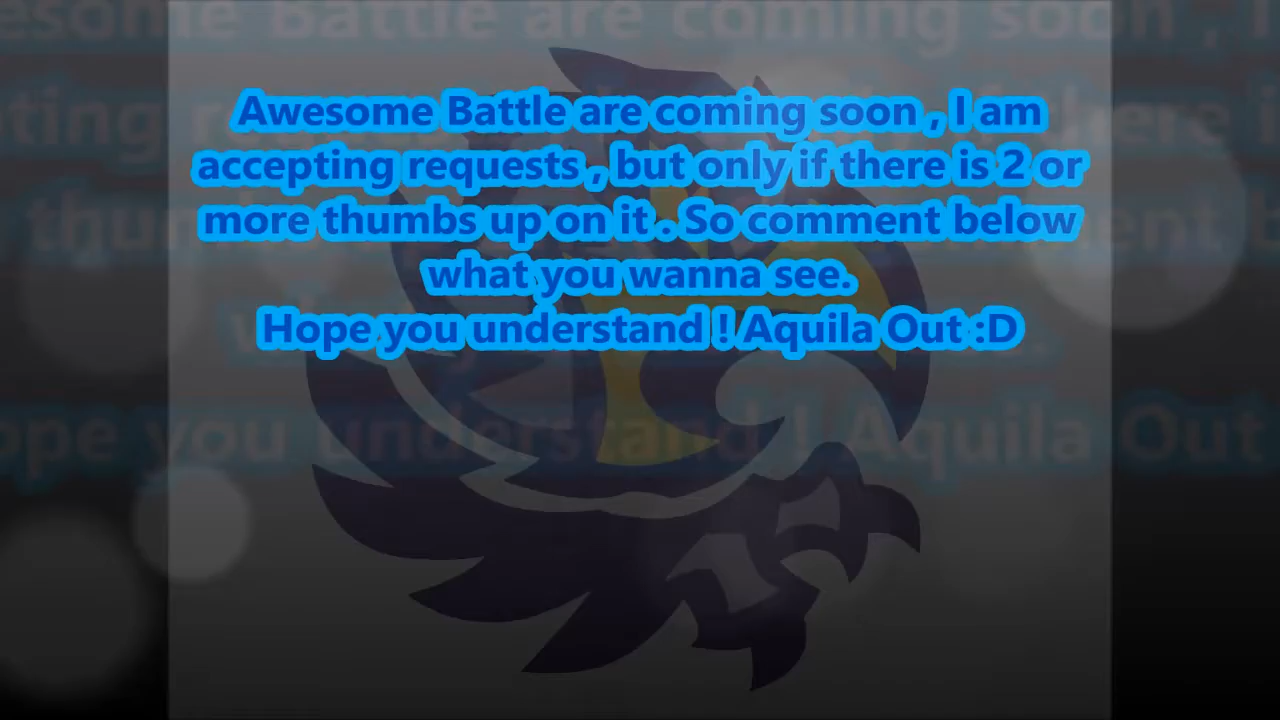 Awesome Battle are coming soon , I am
accepting requests , but only if there is 2 or
more thumbs up on it . So comment below
what you wanna see.
Hope you understand ! Aquila Out :D